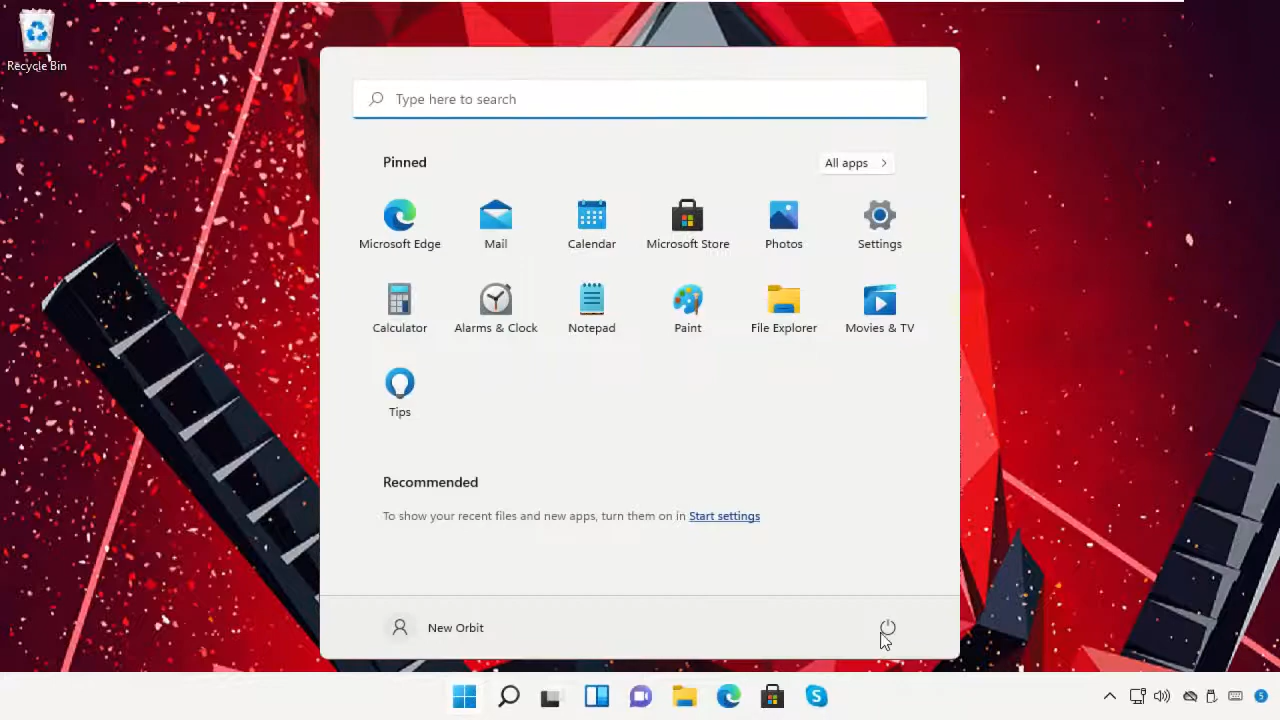 Recycle Bin
Type here to search
Pinned
All apps
Microsoft Edge
Mail
Calendar
Microsoft Store
Photos
Settings
Calculator
Alarms & Clock
Notepad
Paint
File Explorer
Movies & TV
Tips
Recommended
To show your recent files and new apps, turn them on in Start settings
New Orbit
5